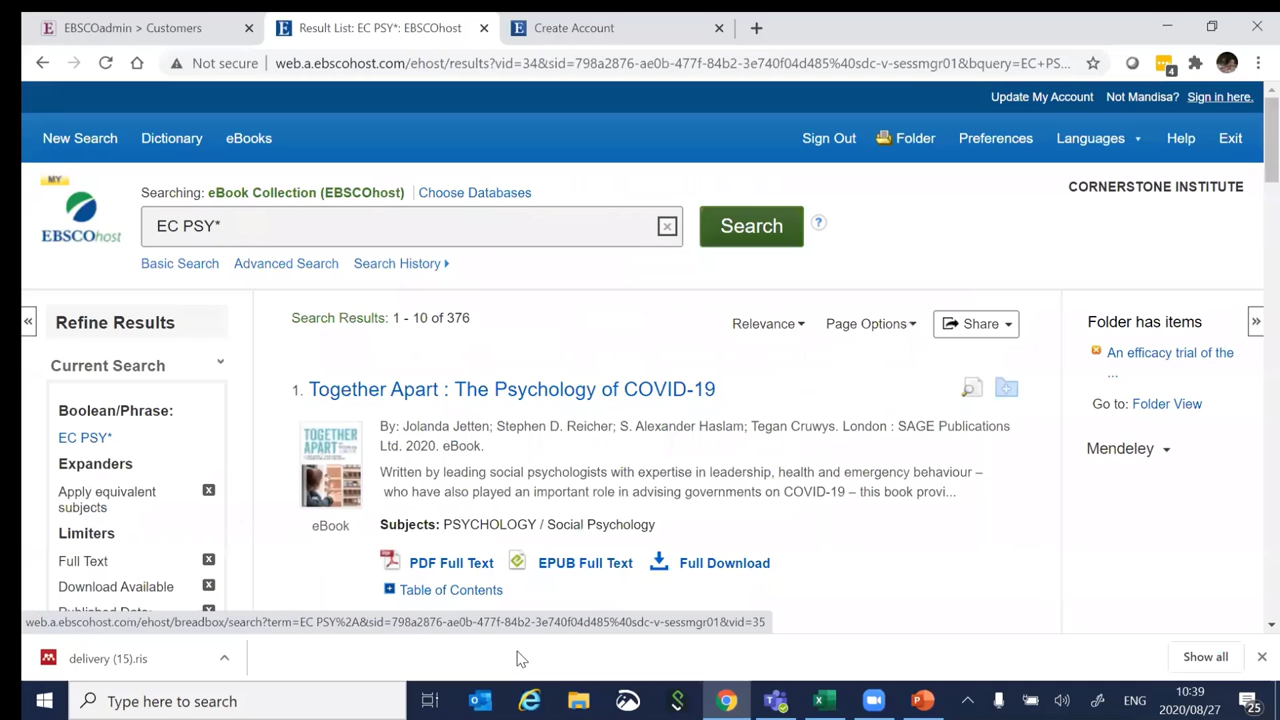 EBSCOadmin > Customers
Result List: EC PSY*: EBSCOhost
Create Account
Not secure
web.a.ebscohost.com/ehost/results?vid=34&sid=798a2876-ae0b-477f-84b2-3e740f04d485%40sdc-v-sessmgr01&bquery=EC+PS...
4
Update My Account Not Mandisa? Sign in here.
New Search Dictionary eBooks
Sign Out Folder Preferences Languages Help Exit
MY
EBSCOhost
Searching: eBook Collection (EBSCOhost) Choose Databases
CORNERSTONE INSTITUTE
EC PSY*
Search
?
Basic Search Advanced Search Search History
Refine Results
Current Search
Boolean/Phrase:
EC PSY*
Expanders
Apply equivalent
subjects
Limiters
Full Text
Download Available
Published Date:
Search Results: 1 - 10 of 376
Relevance Page Options Share
1. Together Apart : The Psychology of COVID-19
TOGETHER
APART
By: Jolanda Jetten; Stephen D. Reicher; S. Alexander Haslam; Tegan Cruwys. London : SAGE Publications
Ltd. 2020. eBook.
Written by leading social psychologists with expertise in leadership, health and emergency behaviour –
who have also played an important role in advising governments on COVID-19 – this book provi...
eBook
Subjects: PSYCHOLOGY / Social Psychology
PDF Full Text EPUB Full Text Full Download
Table of Contents
Folder has items
An efficacy trial of the
...
Go to: Folder View
Mendeley
web.a.ebscohost.com/ehost/breadbox/search?term=EC PSY%2A&sid=798a2876-ae0b-477f-84b2-3e740f04d485%40sdc-v-sessmgr01&vid=35
delivery (15).ris
Show all
Type here to search
ENG
10:39
2020/08/27
25